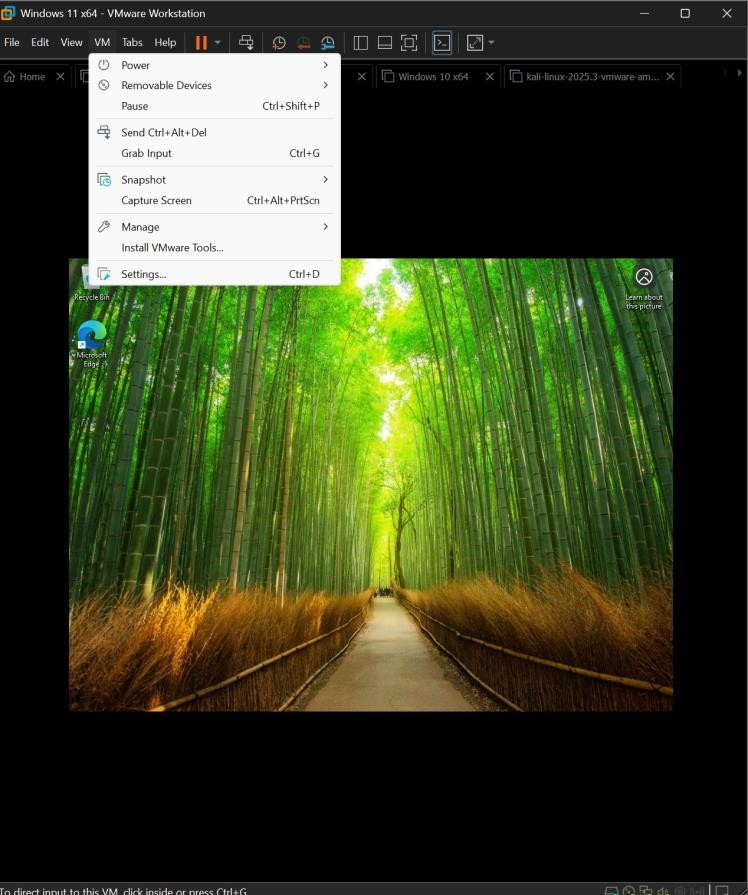 Windows 11 x64 - VMware Workstation
File Edit View VM Tabs Help
Home Windows 10 x64 kali-linux-2025.3-vmware-am...
Power
Removable Devices
Pause Ctrl+Shift+P
Send Ctrl+Alt+Del
Grab Input Ctrl+G
Snapshot
Capture Screen Ctrl+Alt+PrtScn
Manage
Install VMware Tools...
Settings... Ctrl+D
Recycle Bin
Learn about
this picture
Microsoft
Edge
To direct input to this VM, click inside or press Ctrl+G.